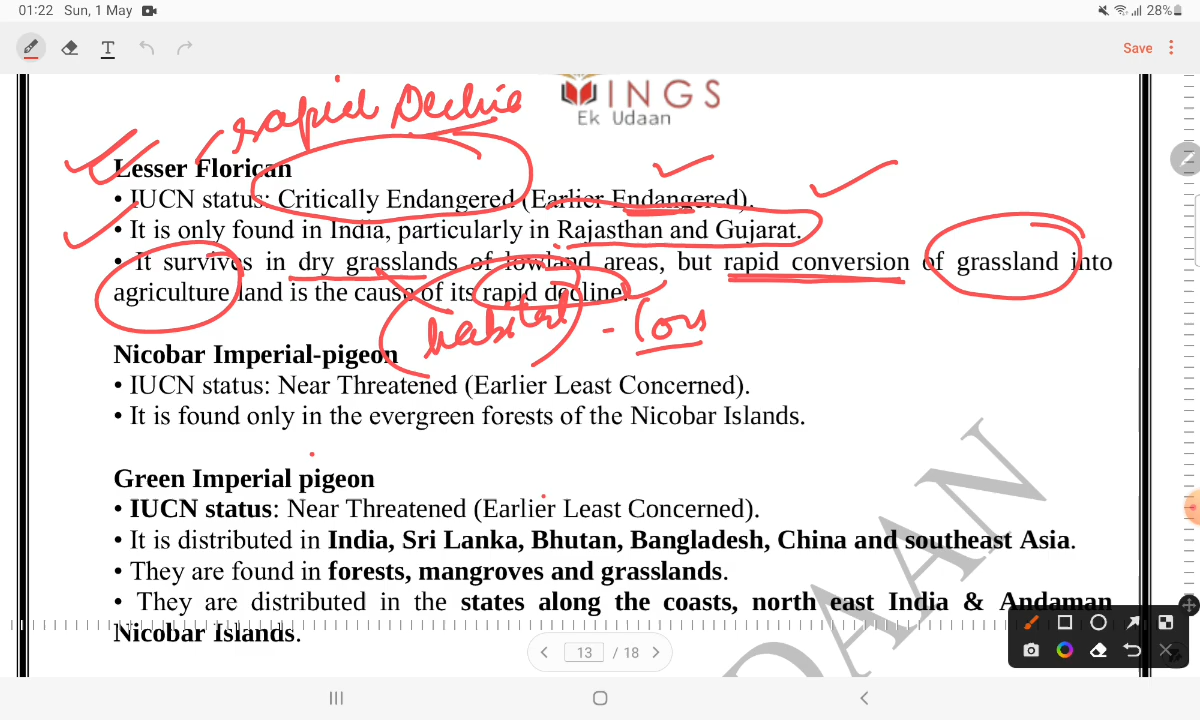 01:22 Sun, 1 May 28%
T Save
WINGS
Ek Udaan
rapid Decline
Lesser Florican
• IUCN status: Critically Endangered (Earlier Endangered).
• It is only found in India, particularly in Rajasthan and Gujarat.
• It survives in dry grasslands of lowland areas, but rapid conversion of grassland into
agriculture land is the cause of its rapid decline.
habitat - loss
Nicobar Imperial-pigeon
• IUCN status: Near Threatened (Earlier Least Concerned).
• It is found only in the evergreen forests of the Nicobar Islands.
Green Imperial pigeon
• IUCN status: Near Threatened (Earlier Least Concerned).
• It is distributed in India, Sri Lanka, Bhutan, Bangladesh, China and southeast Asia.
• They are found in forests, mangroves and grasslands.
• They are distributed in the states along the coasts, north east India & Andaman
Nicobar Islands.
DAAN
13 / 18